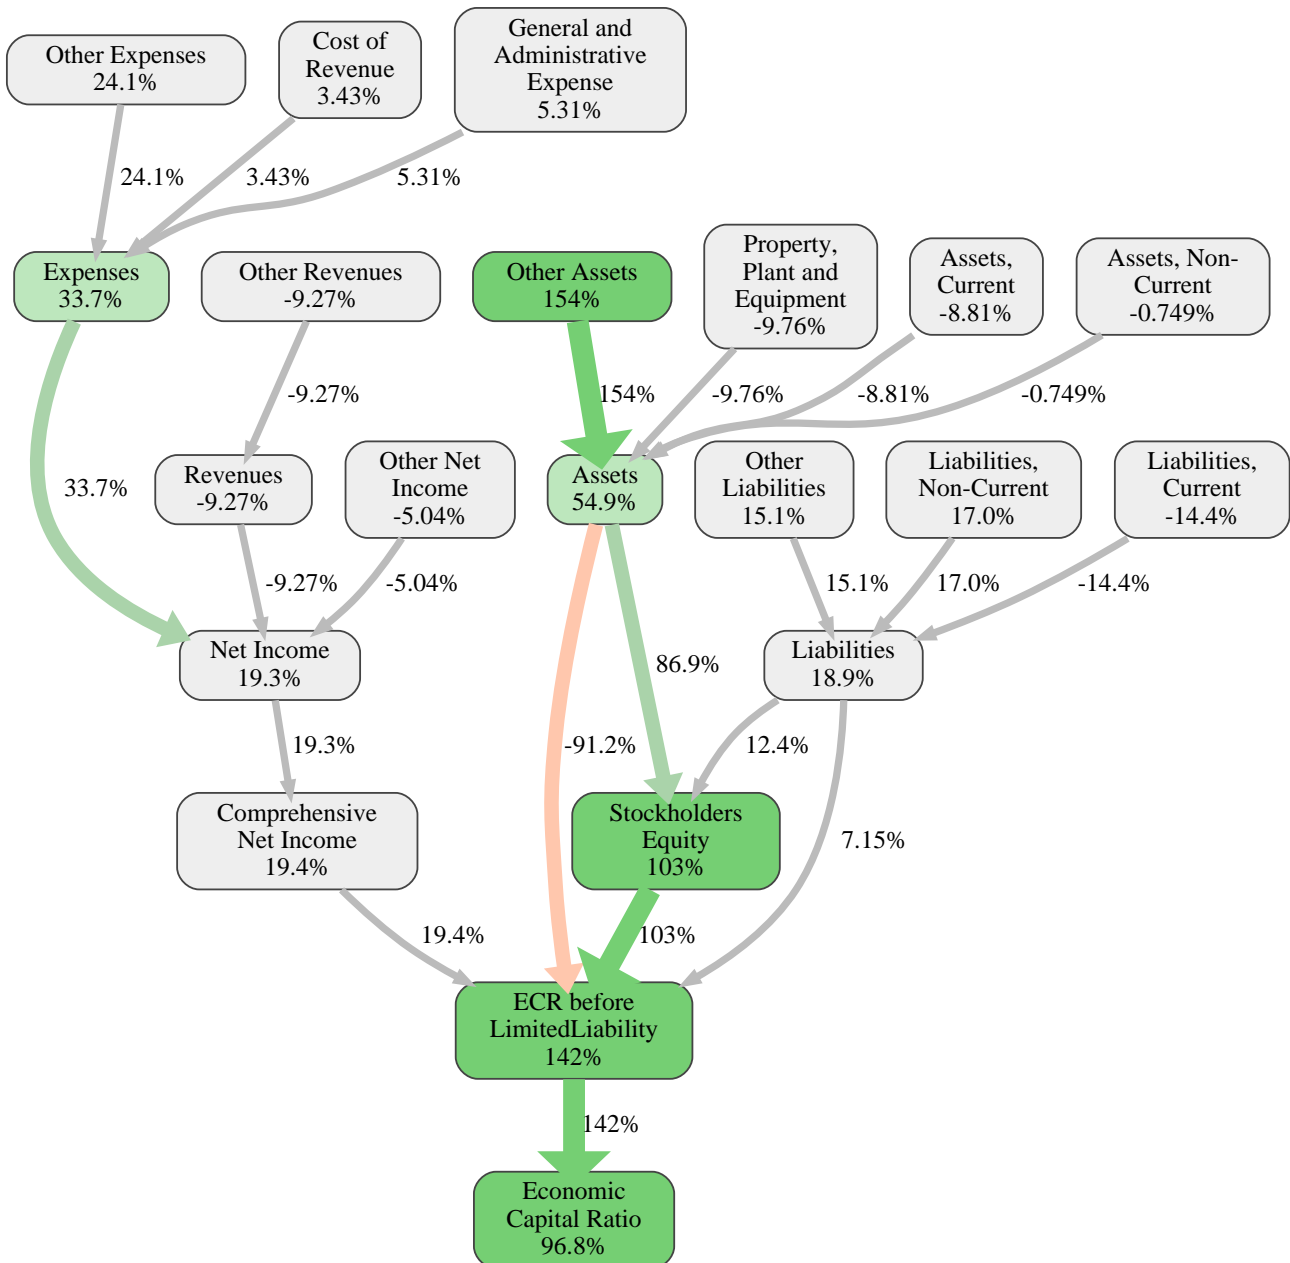 Other Expenses
24.1%
Cost of
Revenue
3.43%
General and
Administrative
Expense
5.31%
24.1%
3.43%
5.31%
Expenses
33.7%
Other Revenues
-9.27%
Other Assets
154%
Property,
Plant and
Equipment
-9.76%
Assets,
Current
-8.81%
Assets, Non-
Current
-0.749%
-9.27%
154%
-9.76%
-8.81%
-0.749%
33.7%
Revenues
-9.27%
Other Net
Income
-5.04%
Assets
54.9%
Other
Liabilities
15.1%
Liabilities,
Non-Current
17.0%
Liabilities,
Current
-14.4%
-9.27%
-5.04%
15.1%
17.0%
-14.4%
Net Income
19.3%
86.9%
Liabilities
18.9%
19.3%
-91.2%
12.4%
Comprehensive
Net Income
19.4%
Stockholders
Equity
103%
7.15%
19.4%
103%
ECR before
LimitedLiability
142%
142%
Economic
Capital Ratio
96.8%